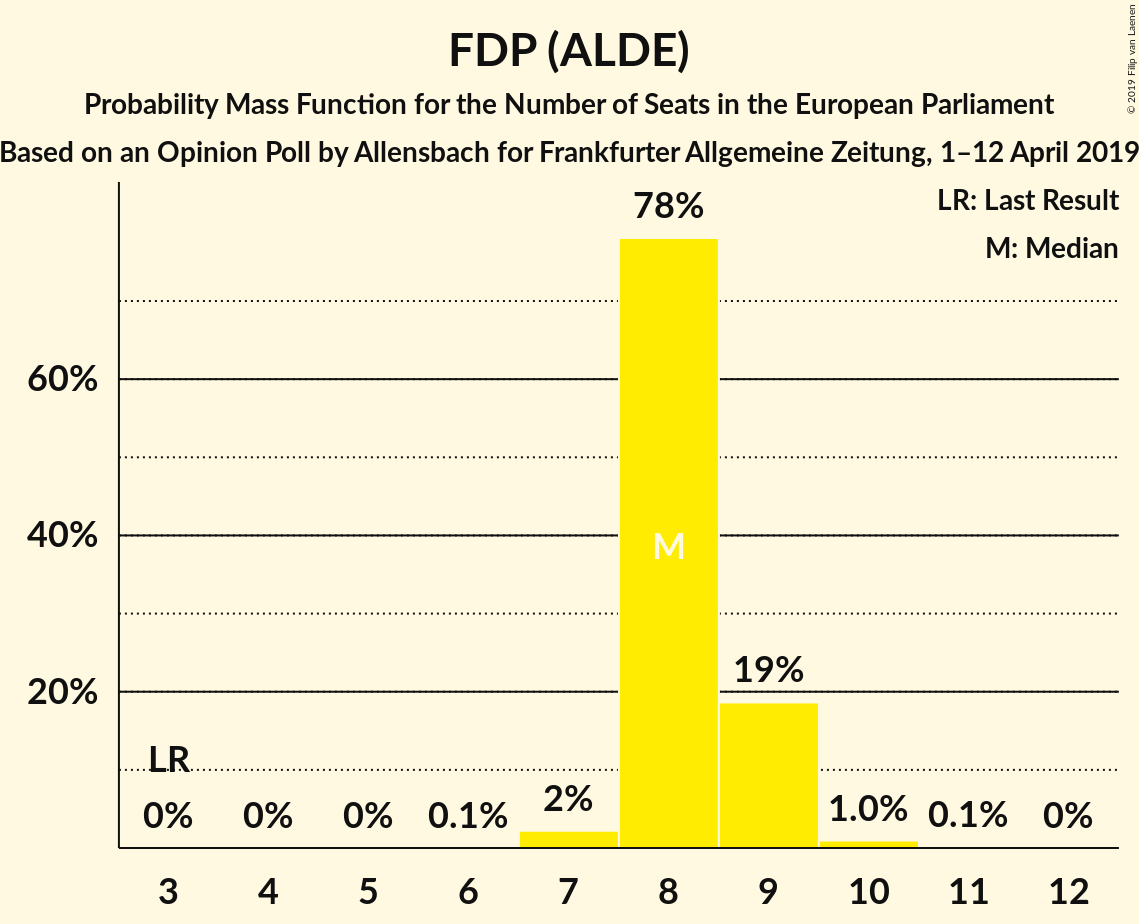 FDP (ALDE)
Probability Mass Function for the Number of Seats in the European Parliament
Based on an Opinion Poll by Allensbach for Frankfurter Allgemeine Zeitung, 1–12 April 2019
© 2019 Filip van Laenen
LR: Last Result
M: Median
78%
60%
40%
M
20%
19%
LR
0%
0%
0%
0.1%
2%
1.0%
0.1%
0%
3 4 5 6 7 8 9 10 11 12